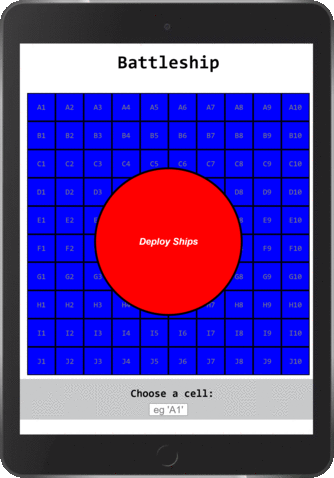 Battleship
A1 A2 A3 A4 A5 A6 A7 A8 A9 A10
B1 B2 B3 B4 B5 B6 B7 B8 B9 B10
C1 C2 C3 C4 C5 C6 C7 C8 C9 C10
D1 D2 D3 D8 D9 D10
E1 E2 E9 E10
F1 F2 F9 F10
Deploy Ships
G1 G2 G3 G8 G9 G10
H1 H2 H3 H7 H8 H9 H10
I1 I2 I3 I4 I5 I6 I7 I8 I9 I10
J1 J2 J3 J4 J5 J6 J7 J8 J9 J10
Choose a cell:
eg 'A1'